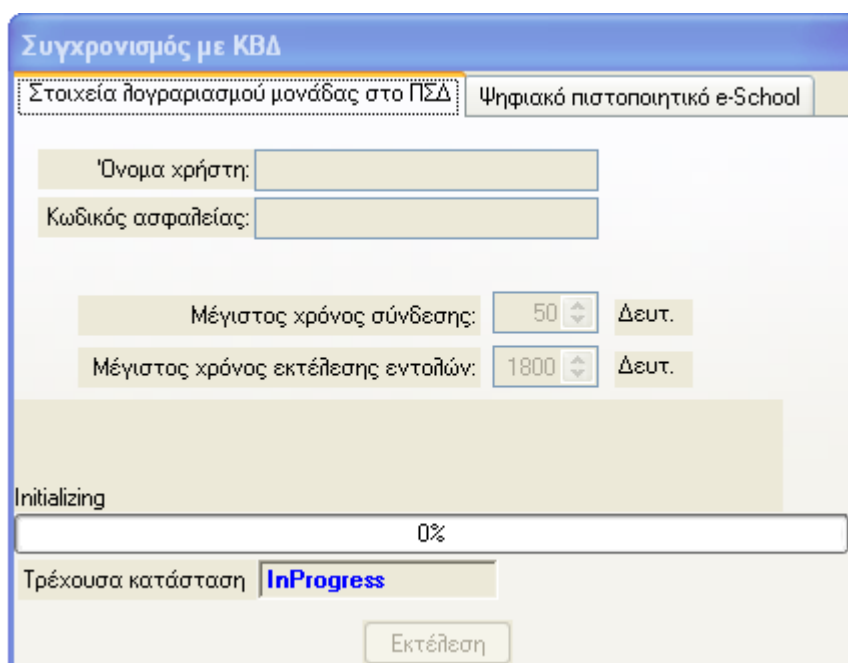 Συγχρονισμός με ΚΒΔ
Στοιχεία λογραριασμού μονάδας στο ΠΣΔ Ψηφιακό πιστοποιητικό e-School
Όνομα χρήστη:
Κωδικός ασφαλείας:
Μέγιστος χρόνος σύνδεσης: 50 Δευτ.
Μέγιστος χρόνος εκτέλεσης εντολών: 1800 Δευτ.
Initializing
0%
Τρέχουσα κατάσταση InProgress
Εκτέλεση